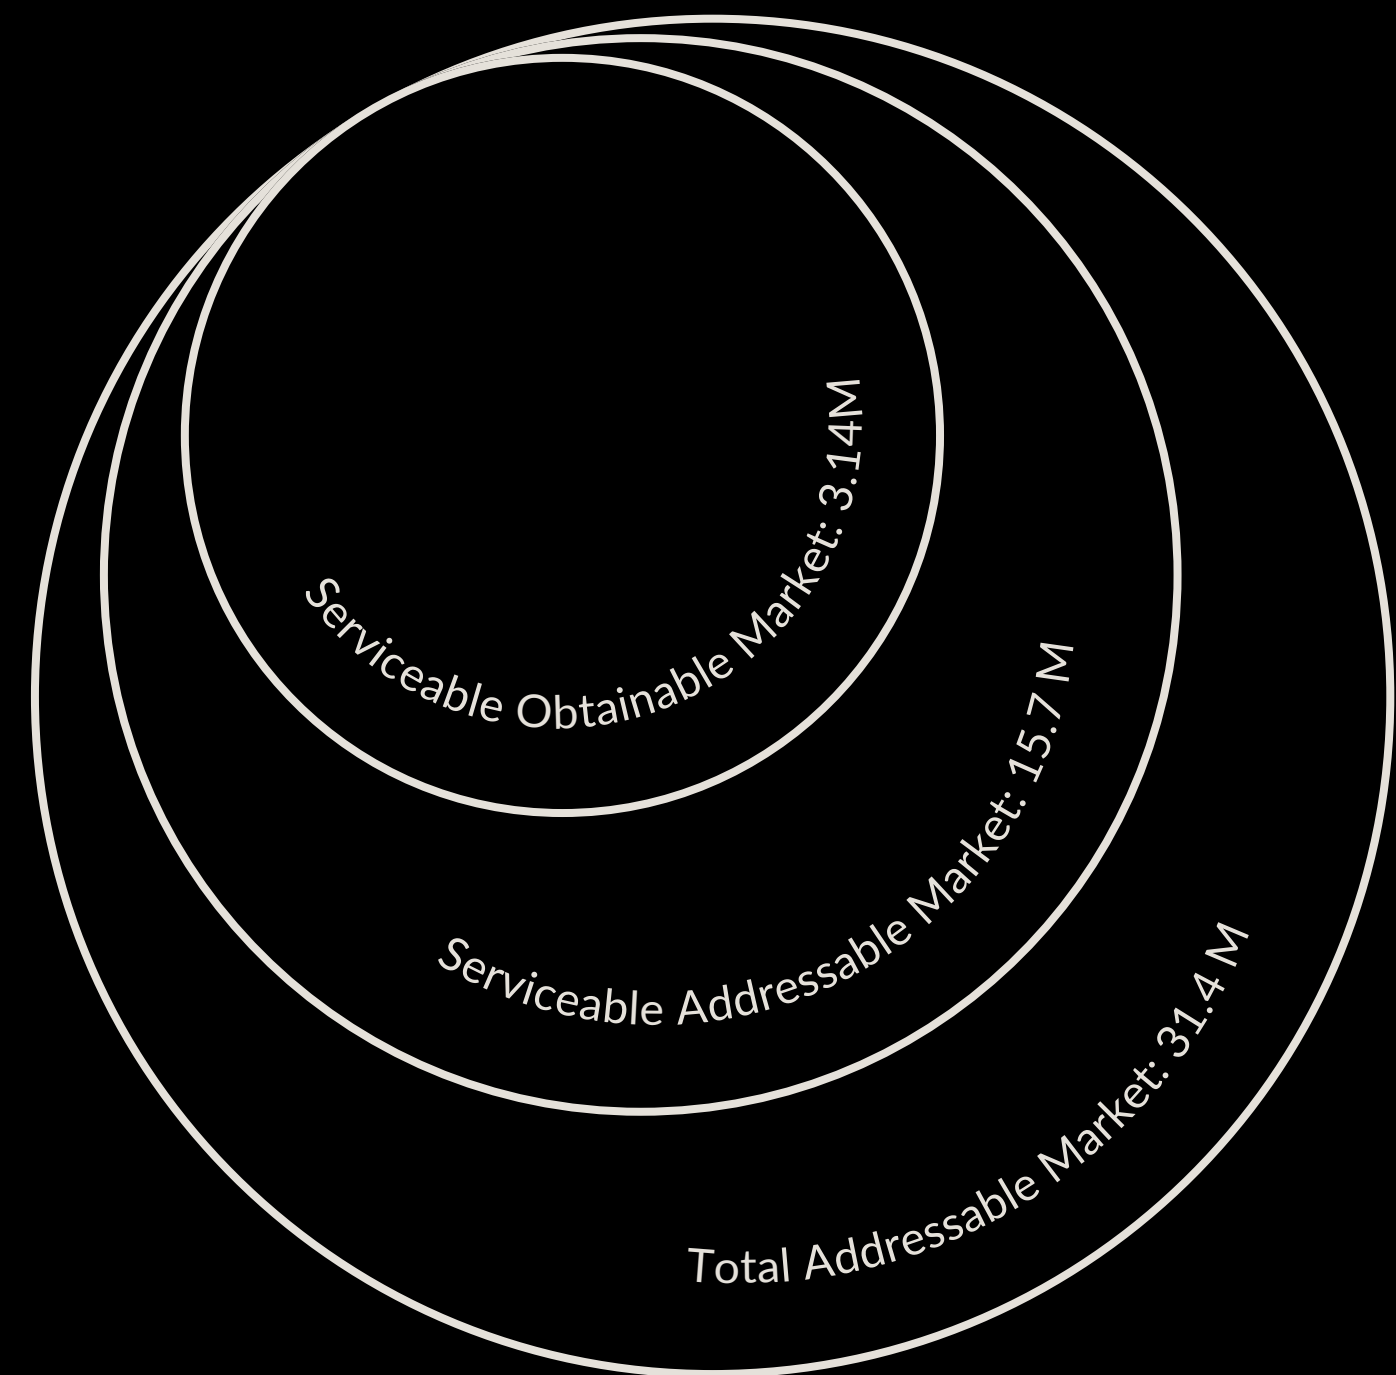 Serviceable Obtainable Market: 3.14M
Serviceable Addressable Market: 15.7 M
Total Addressable Market: 31.4 M